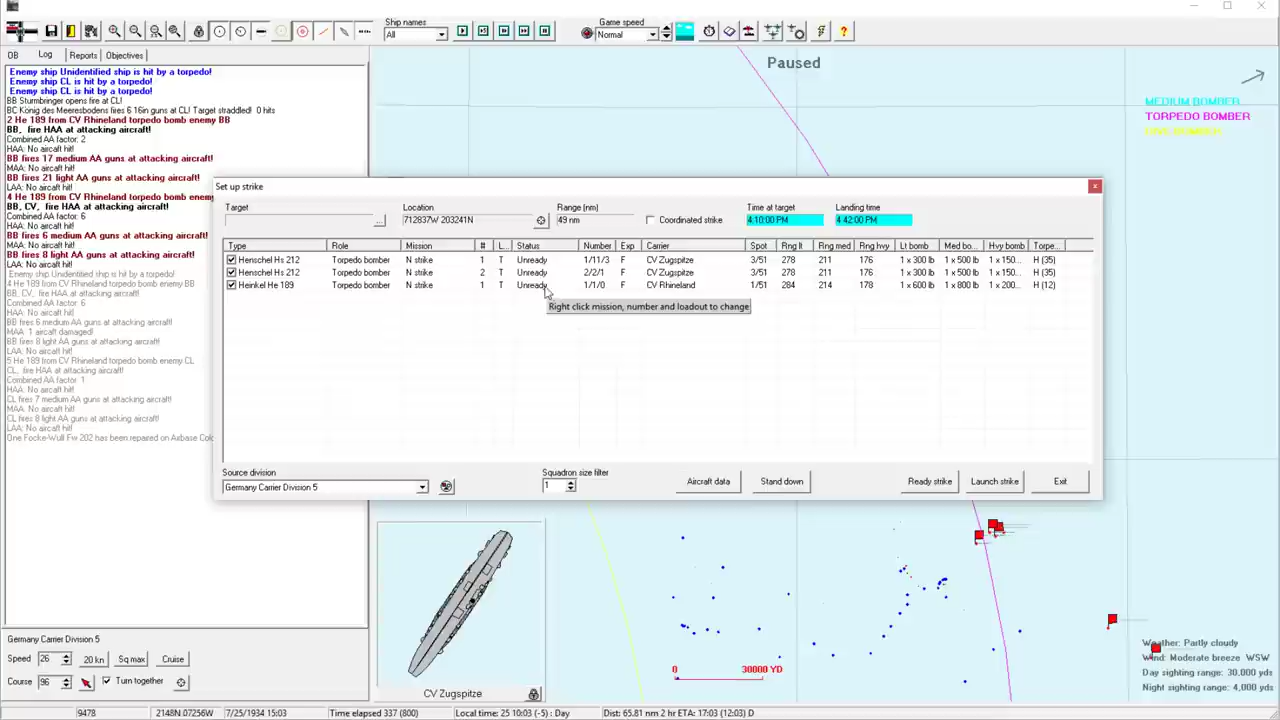 Ship names
All
Game speed
Normal
OB Log Reports Objectives
Enemy ship Unidentified ship is hit by a torpedo!
Enemy ship CL is hit by a torpedo!
Enemy ship CL is hit by a torpedo!
BB Sturmbringer opens fire at CL!
BC König des Meeresbodens fires 6 16in guns at CL! Target straddled! 0 hits
2 He 189 from CV Rhineland torpedo bomb enemy BB
BB, fire HAA at attacking aircraft!
Combined AA factor: 2
HAA: No aircaft hit!
BB fires 17 medium AA guns at attacking aircraft!
MAA: No aircaft hit!
BB fires 21 light AA guns at attacking aircraft!
LAA: No aircaft hit!
4 He 189 from CV Rhineland torpedo bomb enemy
BB, CV, fire HAA at attacking aircraft!
Combined AA factor: 6
HAA: No aircaft hit!
BB fires 6 medium AA guns at attacking aircraft!
MAA: No aircaft hit!
BB fires 8 light AA guns at attacking aircraft!
LAA: No aircaft hit!
Enemy ship Unidentified ship is hit by a torpedo!
4 He 189 from CV Rhineland torpedo bomb enemy BB
BB, CV, fire HAA at attacking aircraft!
Combined AA factor: 6
HAA: No aircaft hit!
BB fires 6 medium AA guns at attacking aircraft!
MAA: 1 aircraft damaged!
BB fires 8 light AA guns at attacking aircraft!
LAA: No aircaft hit!
5 He 189 from CV Rhineland torpedo bomb enemy CL
CL, fire HAA at attacking aircraft!
Combined AA factor: 1
HAA: No aircaft hit!
CL fires 7 medium AA guns at attacking aircraft!
MAA: No aircaft hit!
CL fires 8 light AA guns at attacking aircraft!
LAA: No aircaft hit!
One Focke-Wulf Fw 202 has been repaired on Axbase Col
Paused
MEDIUM BOMBER
TORPEDO BOMBER
Set up strike
Target Location Range (nm) Time at target Landing time
... 712837W 203241N 49 nm Coordinated strike 4:10:00 PM 4:42:00 PM
Type Role Mission # L... Status Number Exp Carrier Spot Rng lt Rng med Rng hvy Lt bomb Med bo... Hvy bomb Torpe...
Henschel Hs 212 Torpedo bomber N strike 1 T Unready 1/11/3 F CV Zugspitze 3/51 278 211 176 1 x 300 lb 1 x 500 lb 1 x 150... H (35)
Henschel Hs 212 Torpedo bomber N strike 2 T Unready 2/2/1 F CV Zugspitze 3/51 278 211 176 1 x 300 lb 1 x 500 lb 1 x 150... H (35)
Heinkel He 189 Torpedo bomber N strike 1 T Unready 1/1/0 F CV Rhineland 1/51 284 214 178 1 x 600 lb 1 x 800 lb 1 x 200... H (12)
Right click mission, number and loadout to change
Source division
Germany Carrier Division 5
Squadron size filter
1
Aircraft data Stand down Ready strike Launch strike Exit
CV Zugspitze
0 30000 YD
Weather: Partly cloudy
Wind: Moderate breeze WSW
Day sighting range: 30,000 yds
Night sighting range: 4,000 yds
Germany Carrier Division 5
Speed 26 20 kn Sq max Cruise
Course 96 Turn together
9478 2148N 07256W 7/25/1934 15:03 Time elapsed 337 (800) Local time: 25 10:03 (-5) : Day Dist: 65.81 nm 2 hr ETA: 17:03 (12:03) D